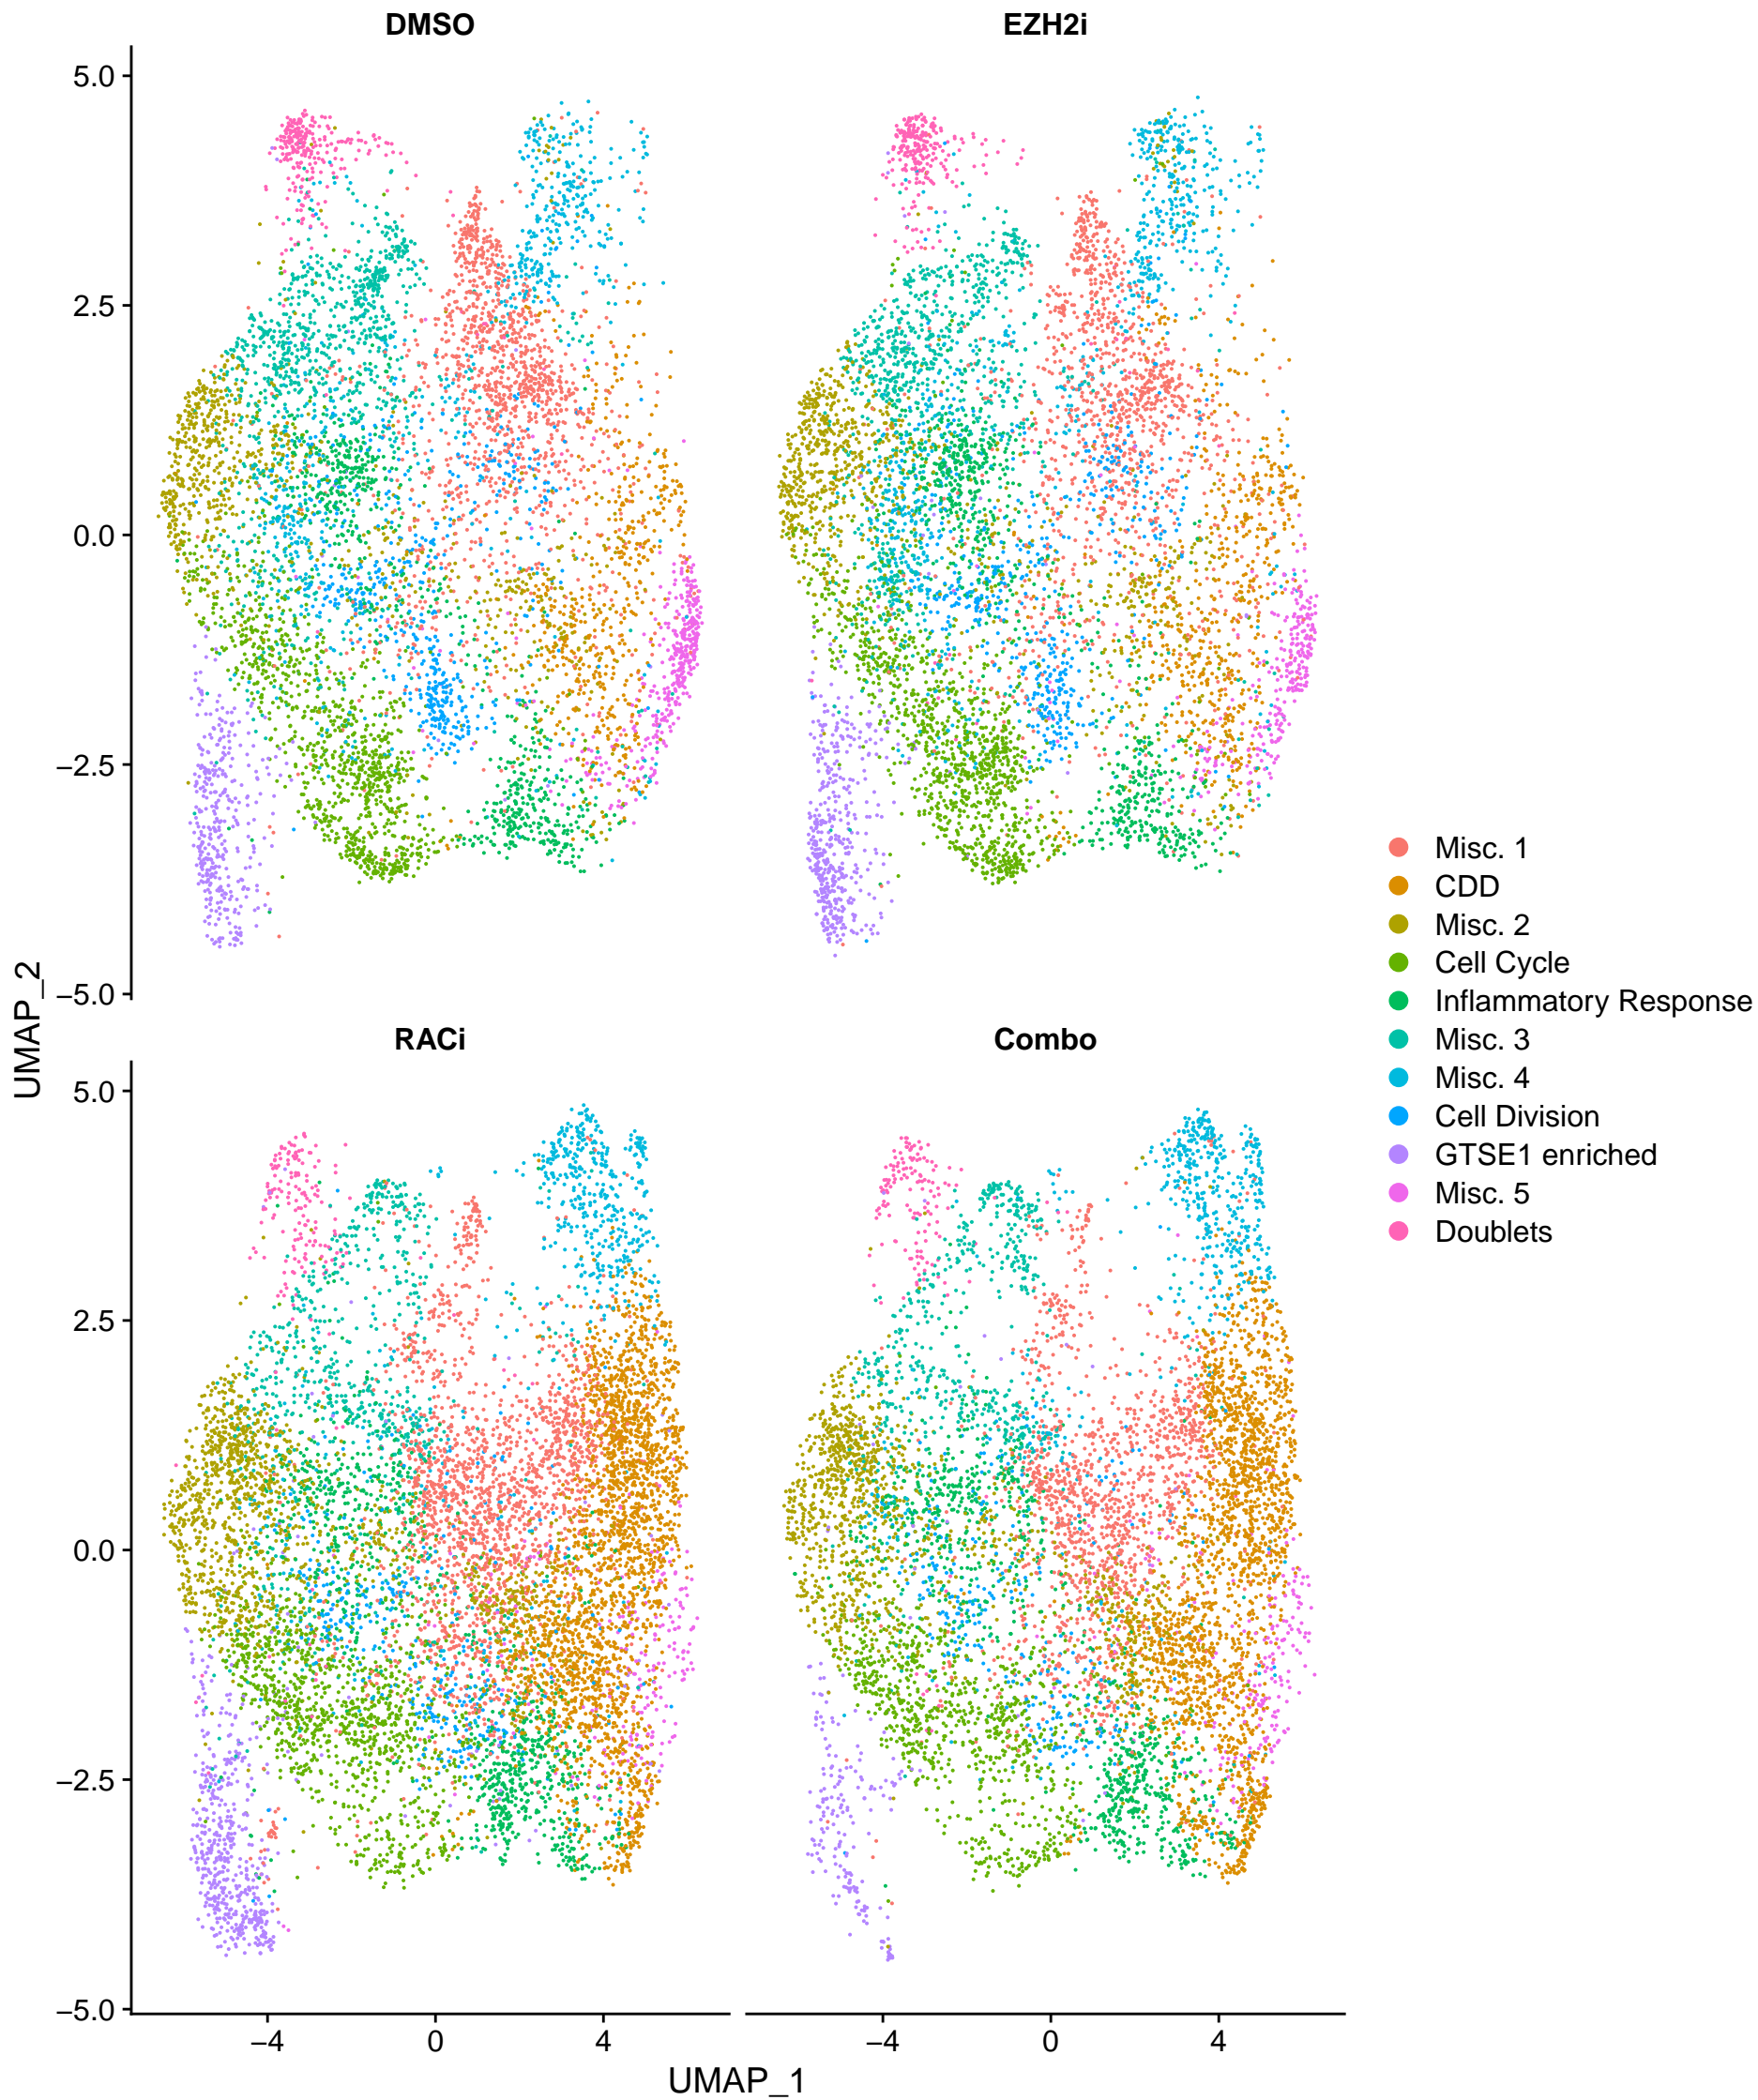 DMSO
EZH2i
5.0
2.5
0.0
−2.5
−5.0
RACi
Combo
5.0
2.5
0.0
−2.5
−5.0
−4
0
4
−4
0
4
UMAP_1
UMAP_2
Misc. 1
CDD
Misc. 2
Cell Cycle
Inflammatory Response
Misc. 3
Misc. 4
Cell Division
GTSE1 enriched
Misc. 5
Doublets